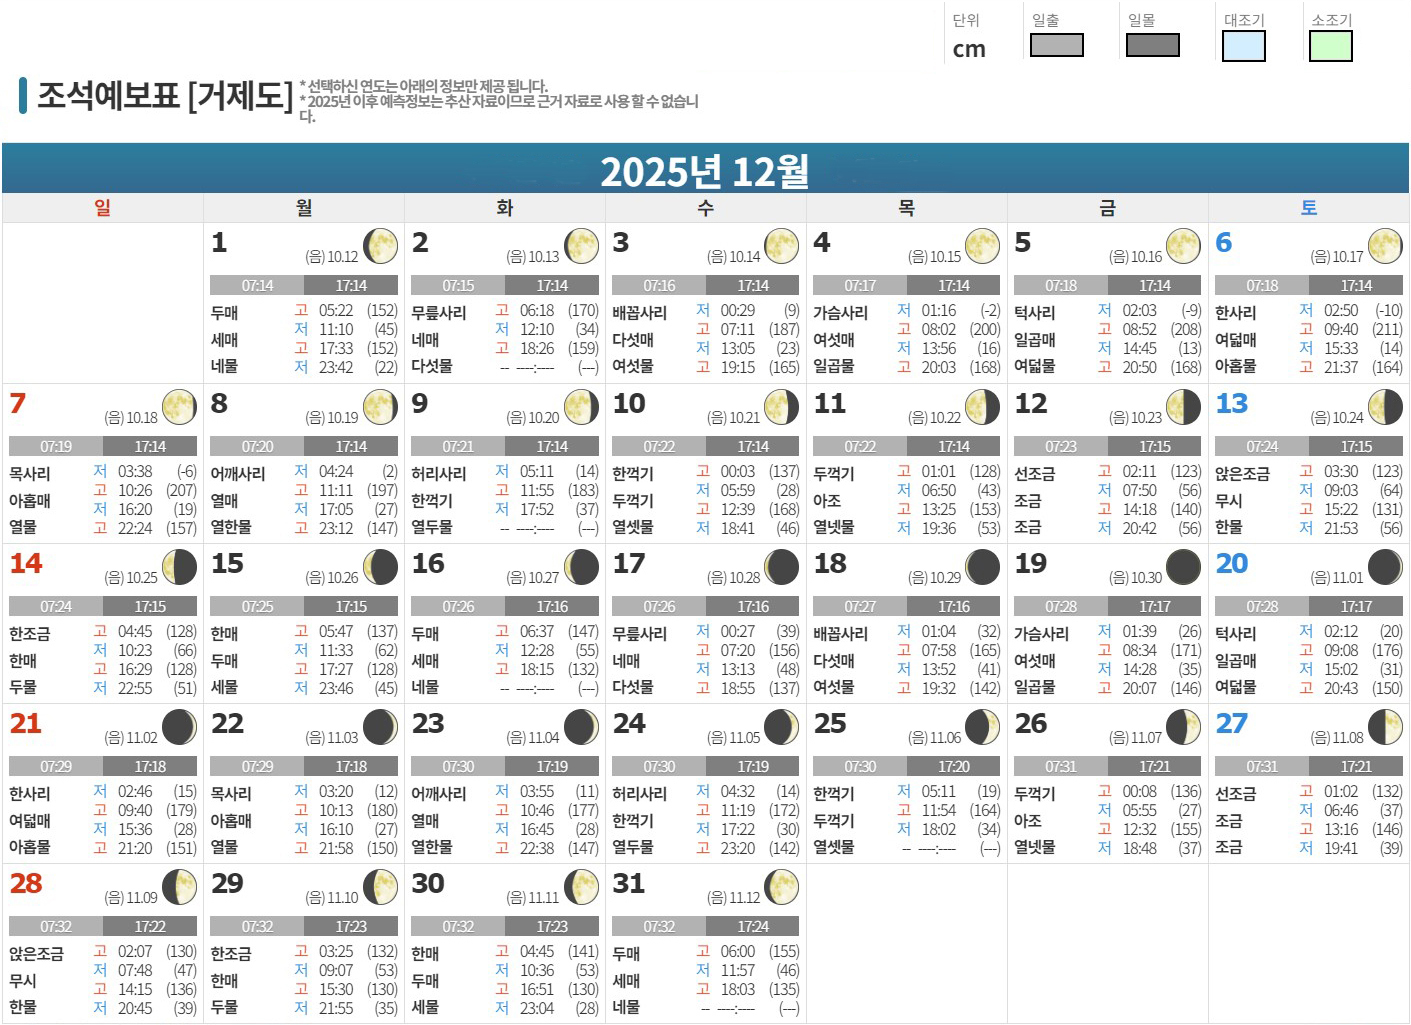 단위 일출 일몰 대조기 소조기
cm
조석예보표 [거제도]
* 선택하신 연도는 아래의 정보만 제공 됩니다.
* 2025년 이후 예측정보는 추산 자료이므로 근거 자료로 사용 할 수 없습니
다.
2025년 12월
일 월 화 수 목 금 토
1 (음) 10.12
07:14 17:14
두매 세매 네물
고 05:22 (152)
저 11:10 (45)
고 17:33 (152)
저 23:42 (22)
2 (음) 10.13
07:15 17:14
무릎사리 네매 다섯물
고 06:18 (170)
저 12:10 (34)
고 18:26 (159)
-- ----:---- (---)
3 (음) 10.14
07:16 17:14
배꼽사리 다섯매 여섯물
저 00:29 (9)
고 07:11 (187)
저 13:05 (23)
고 19:15 (165)
4 (음) 10.15
07:17 17:14
가슴사리 여섯매 일곱물
저 01:16 (-2)
고 08:02 (200)
저 13:56 (16)
고 20:03 (168)
5 (음) 10.16
07:18 17:14
턱사리 일곱매 여덟물
저 02:03 (-9)
고 08:52 (208)
저 14:45 (13)
고 20:50 (168)
6 (음) 10.17
07:18 17:14
한사리 여덟매 아홉물
저 02:50 (-10)
고 09:40 (211)
저 15:33 (14)
고 21:37 (164)
7 (음) 10.18
07:19 17:14
목사리 아홉매 열물
저 03:38 (-6)
고 10:26 (207)
저 16:20 (19)
고 22:24 (157)
8 (음) 10.19
07:20 17:14
어깨사리 열매 열한물
저 04:24 (2)
고 11:11 (197)
저 17:05 (27)
고 23:12 (147)
9 (음) 10.20
07:21 17:14
허리사리 한꺽기 열두물
저 05:11 (14)
고 11:55 (183)
저 17:52 (37)
-- ----:---- (---)
10 (음) 10.21
07:22 17:14
한꺽기 두꺽기 열셋물
고 00:03 (137)
저 05:59 (28)
고 12:39 (168)
저 18:41 (46)
11 (음) 10.22
07:22 17:14
두꺽기 아조 열넷물
고 01:01 (128)
저 06:50 (43)
고 13:25 (153)
저 19:36 (53)
12 (음) 10.23
07:23 17:15
선조금 조금 조금
고 02:11 (123)
저 07:50 (56)
고 14:18 (140)
저 20:42 (56)
13 (음) 10.24
07:24 17:15
앉은조금 무시 한물
고 03:30 (123)
저 09:03 (64)
고 15:22 (131)
저 21:53 (56)
14 (음) 10.25
07:24 17:15
한조금 한매 두물
고 04:45 (128)
저 10:23 (66)
고 16:29 (128)
저 22:55 (51)
15 (음) 10.26
07:25 17:15
한매 두매 세물
고 05:47 (137)
저 11:33 (62)
고 17:27 (128)
저 23:46 (45)
16 (음) 10.27
07:26 17:16
두매 세매 네물
고 06:37 (147)
저 12:28 (55)
고 18:15 (132)
-- ----:---- (---)
17 (음) 10.28
07:26 17:16
무릎사리 네매 다섯물
저 00:27 (39)
고 07:20 (156)
저 13:13 (48)
고 18:55 (137)
18 (음) 10.29
07:27 17:16
배꼽사리 다섯매 여섯물
저 01:04 (32)
고 07:58 (165)
저 13:52 (41)
고 19:32 (142)
19 (음) 10.30
07:28 17:17
가슴사리 여섯매 일곱물
저 01:39 (26)
고 08:34 (171)
저 14:28 (35)
고 20:07 (146)
20 (음) 11.01
07:28 17:17
턱사리 일곱매 여덟물
저 02:12 (20)
고 09:08 (176)
저 15:02 (31)
고 20:43 (150)
21 (음) 11.02
07:29 17:18
한사리 여덟매 아홉물
저 02:46 (15)
고 09:40 (179)
저 15:36 (28)
고 21:20 (151)
22 (음) 11.03
07:29 17:18
목사리 아홉매 열물
저 03:20 (12)
고 10:13 (180)
저 16:10 (27)
고 21:58 (150)
23 (음) 11.04
07:30 17:19
어깨사리 열매 열한물
저 03:55 (11)
고 10:46 (177)
저 16:45 (28)
고 22:38 (147)
24 (음) 11.05
07:30 17:19
허리사리 한꺽기 열두물
저 04:32 (14)
고 11:19 (172)
저 17:22 (30)
고 23:20 (142)
25 (음) 11.06
07:30 17:20
한꺽기 두꺽기 열셋물
저 05:11 (19)
고 11:54 (164)
저 18:02 (34)
-- ----:---- (---)
26 (음) 11.07
07:31 17:21
두꺽기 아조 열넷물
고 00:08 (136)
저 05:55 (27)
고 12:32 (155)
저 18:48 (37)
27 (음) 11.08
07:31 17:21
선조금 조금 조금
고 01:02 (132)
저 06:46 (37)
고 13:16 (146)
저 19:41 (39)
28 (음) 11.09
07:32 17:22
앉은조금 무시 한물
고 02:07 (130)
저 07:48 (47)
고 14:15 (136)
저 20:45 (39)
29 (음) 11.10
07:32 17:23
한조금 한매 두물
고 03:25 (132)
저 09:07 (53)
고 15:30 (130)
저 21:55 (35)
30 (음) 11.11
07:32 17:23
한매 두매 세물
고 04:45 (141)
저 10:36 (53)
고 16:51 (130)
저 23:04 (28)
31 (음) 11.12
07:32 17:24
두매 세매 네물
고 06:00 (155)
저 11:57 (46)
고 18:03 (135)
-- ----:---- (---)